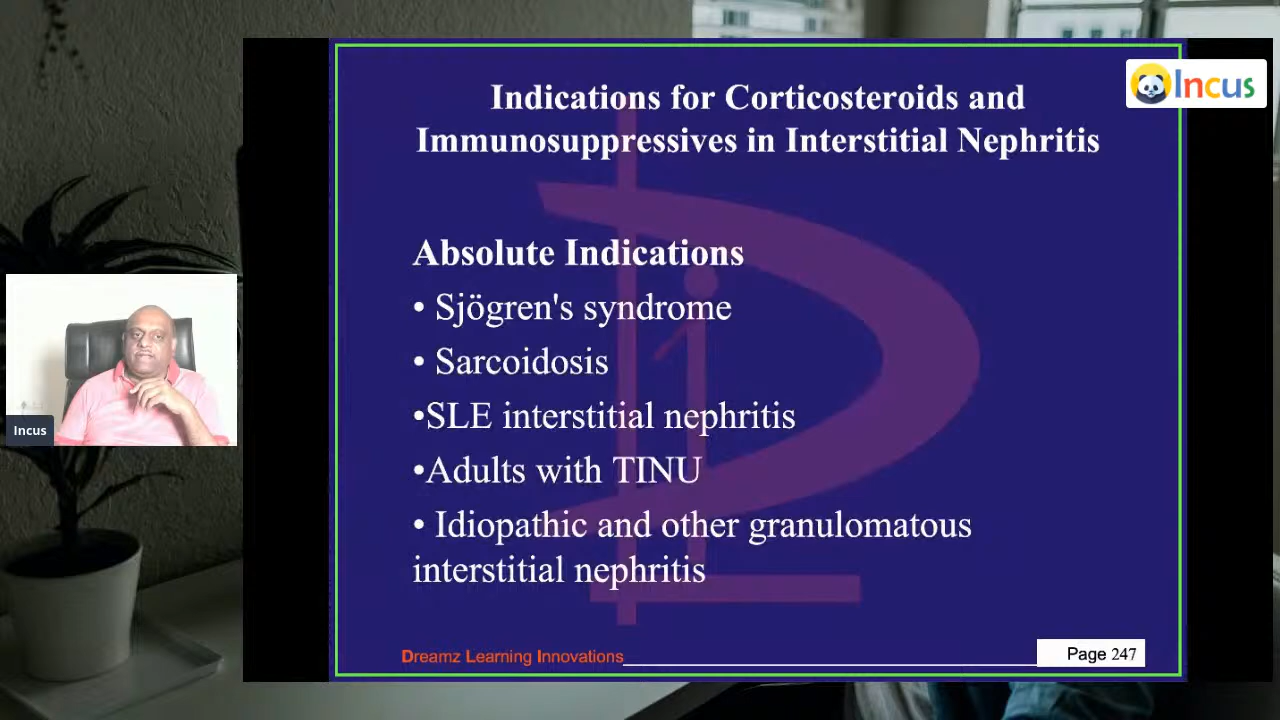 Indications for Corticosteroids and
Immunosuppressives in Interstitial Nephritis
Incus
Absolute Indications
• Sjögren's syndrome
• Sarcoidosis
•SLE interstitial nephritis
•Adults with TINU
• Idiopathic and other granulomatous
interstitial nephritis
Incus
Dreamz Learning Innovations
Page 247